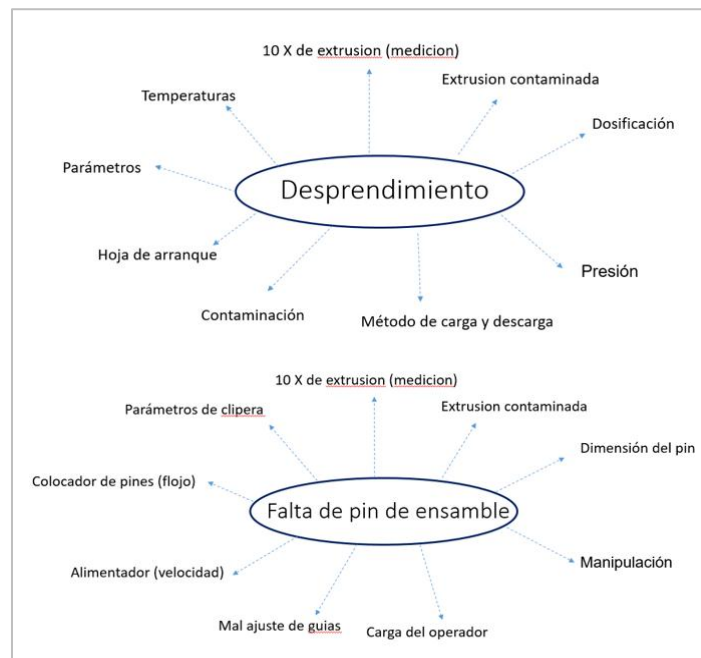 10 X de extrusion (medicion)
Extrusion contaminada
Temperaturas
Dosificación
Parámetros
Desprendimiento
Hoja de arranque
Presión
Contaminación
Método de carga y descarga
10 X de extrusion (medicion)
Parámetros de clipera
Extrusion contaminada
Dimensión del pin
Colocador de pines (flojo)
Falta de pin de ensamble
Alimentador (velocidad)
Manipulación
Mal ajuste de guias
Carga del operador